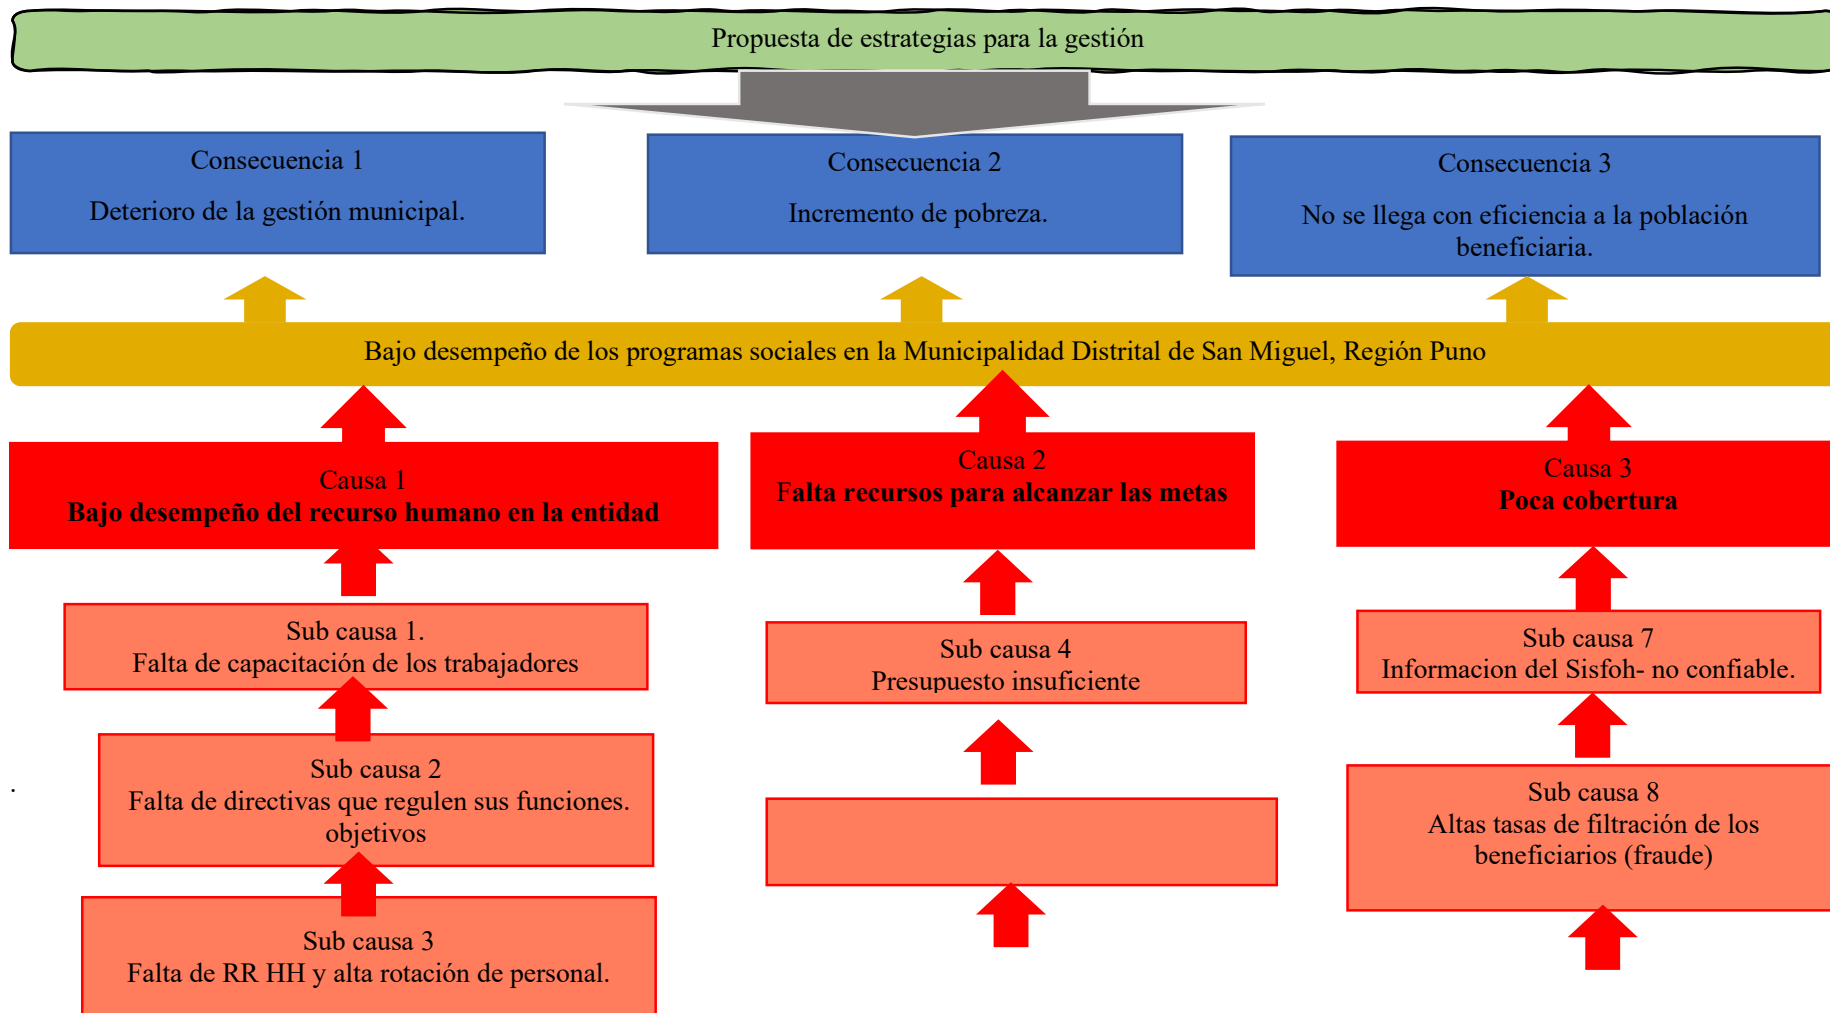 Propuesta de estrategias para la gestión
Consecuencia 1
Deterioro de la gestión municipal.
Consecuencia 2
Incremento de pobreza.
Consecuencia 3
No se llega con eficiencia a la población
beneficiaria.
Bajo desempeño de los programas sociales en la Municipalidad Distrital de San Miguel, Región Puno
Causa 1
Bajo desempeño del recurso humano en la entidad
Causa 2
Falta recursos para alcanzar las metas
Causa 3
Poca cobertura
Sub causa 1.
Falta de capacitación de los trabajadores
Sub causa 4
Presupuesto insuficiente
Sub causa 7
Informacion del Sisfoh- no confiable.
Sub causa 2
Falta de directivas que regulen sus funciones.
objetivos
Sub causa 8
Altas tasas de filtración de los
beneficiarios (fraude)
.
Sub causa 3
Falta de RR HH y alta rotación de personal.